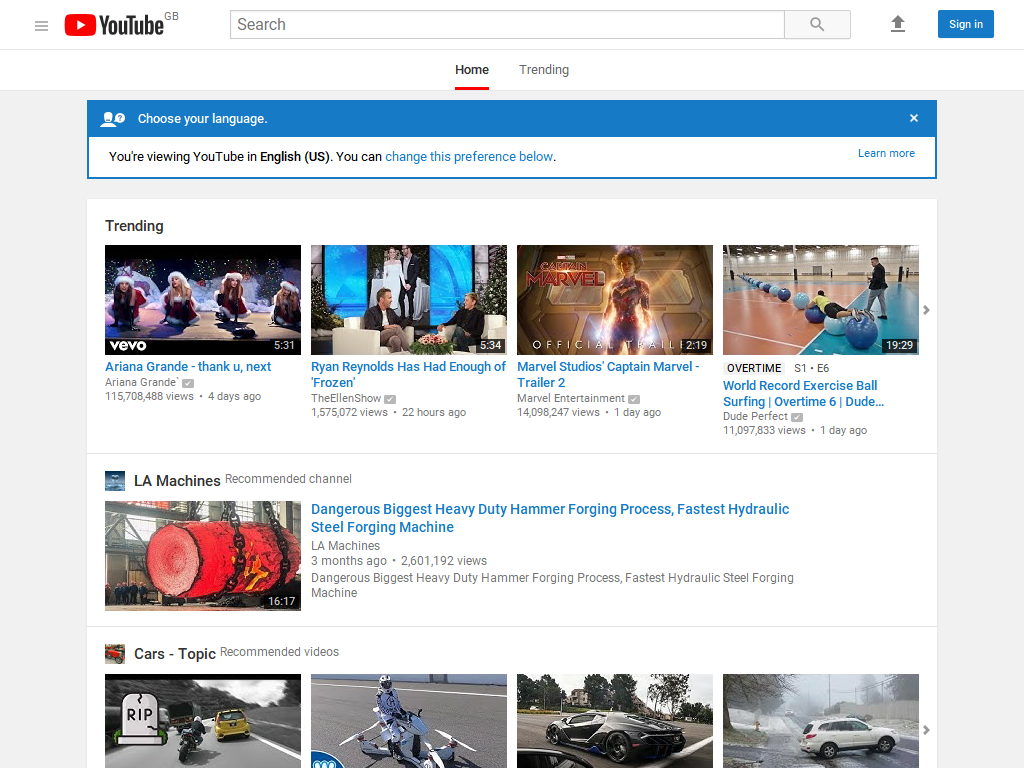 YouTube GB
Search
Sign in
Home
Trending
Choose your language.
×
You're viewing YouTube in English (US). You can change this preference below.
Learn more
Trending
vevo
5:31
Ariana Grande - thank u, next
Ariana Grande`
115,708,488 views • 4 days ago
5:34
Ryan Reynolds Has Had Enough of
'Frozen'
TheEllenShow
1,575,072 views • 22 hours ago
MARVEL STUDIOS
CAPTAIN
MARVEL
OFFICIAL TRAIL
2:19
Marvel Studios' Captain Marvel -
Trailer 2
Marvel Entertainment
14,098,247 views • 1 day ago
19:29
OVERTIME S1 • E6
World Record Exercise Ball
Surfing | Overtime 6 | Dude...
Dude Perfect
11,097,833 views • 1 day ago
LA Machines Recommended channel
16:17
Dangerous Biggest Heavy Duty Hammer Forging Process, Fastest Hydraulic
Steel Forging Machine
LA Machines
3 months ago • 2,601,192 views
Dangerous Biggest Heavy Duty Hammer Forging Process, Fastest Hydraulic Steel Forging
Machine
Cars - Topic Recommended videos
RIP